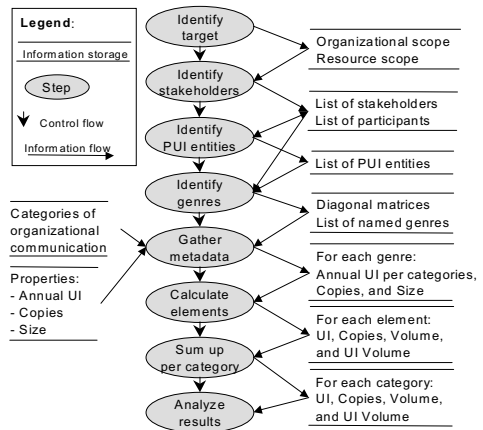 Legend:
Information storage
Step
Control flow
Information flow
Identify
target
Organizational scope
Resource scope
Identify
stakeholders
List of stakeholders
List of participants
Identify
PUI entities
List of PUI entities
Identify
genres
Diagonal matrices
List of named genres
Categories of
organizational
communication
Gather
metadata
Properties:
- Annual UI
- Copies
- Size
For each genre:
Annual UI per categories,
Copies, and Size
Calculate
elements
For each element:
UI, Copies, Volume,
and UI Volume
Sum up
per category
For each category:
UI, Copies, Volume,
and UI Volume
Analyze
results